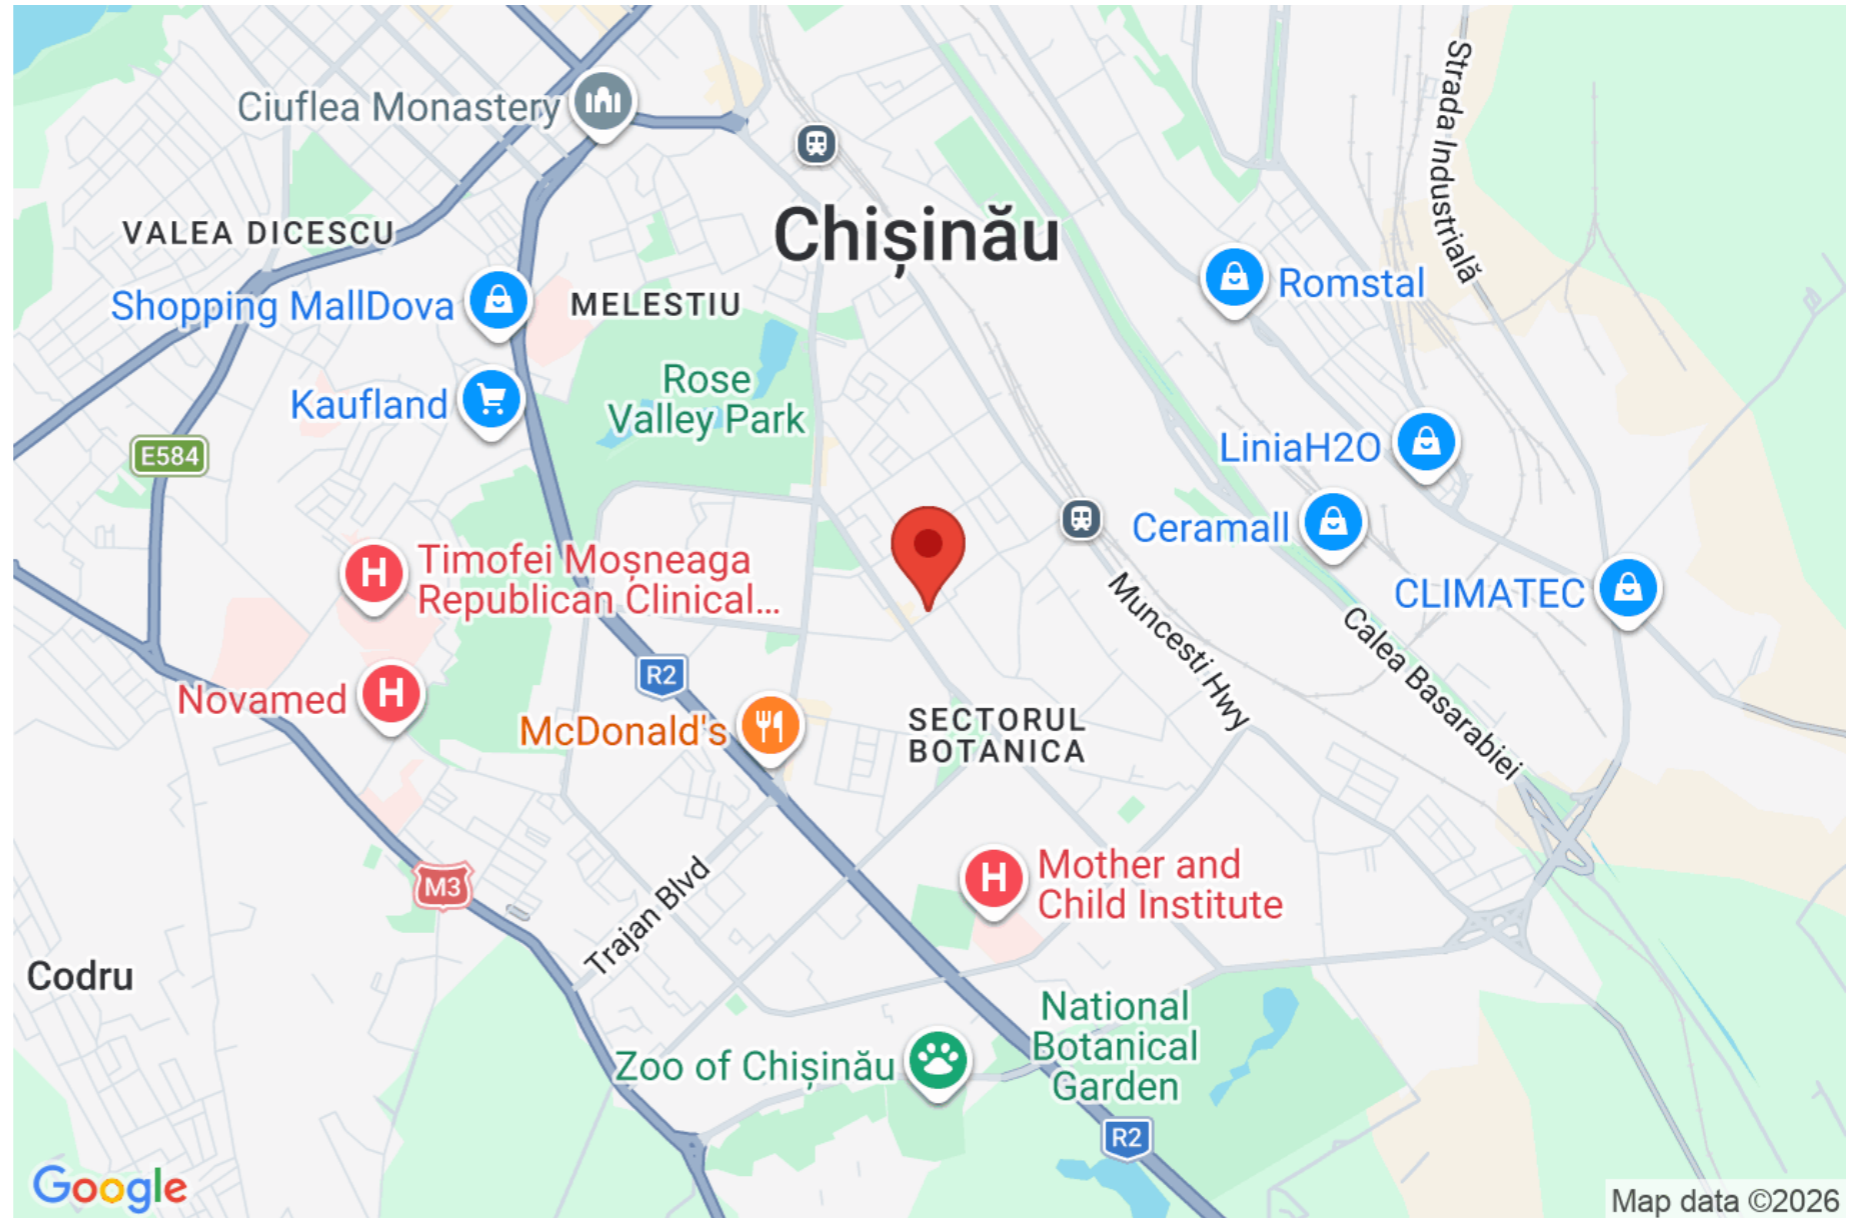 Ciuflea Monastery
Strada Industrială
VALEA DICESCU
Chișinău
Shopping MallDova
MELESTIU
Romstal
Rose
Valley Park
Kaufland
E584
LiniaH2O
Ceramall
Timofei Moșneaga
Republican Clinical...
CLIMATEC
Muncesti Hwy
Calea Basarabiei
R2
Novamed
McDonald's
SECTORUL
BOTANICA
M3
Trajan Blvd
H
H
H
Mother and
Child Institute
Codru
National
Botanical
Garden
Zoo of Chișinău
R2
Google
Map data ©2026